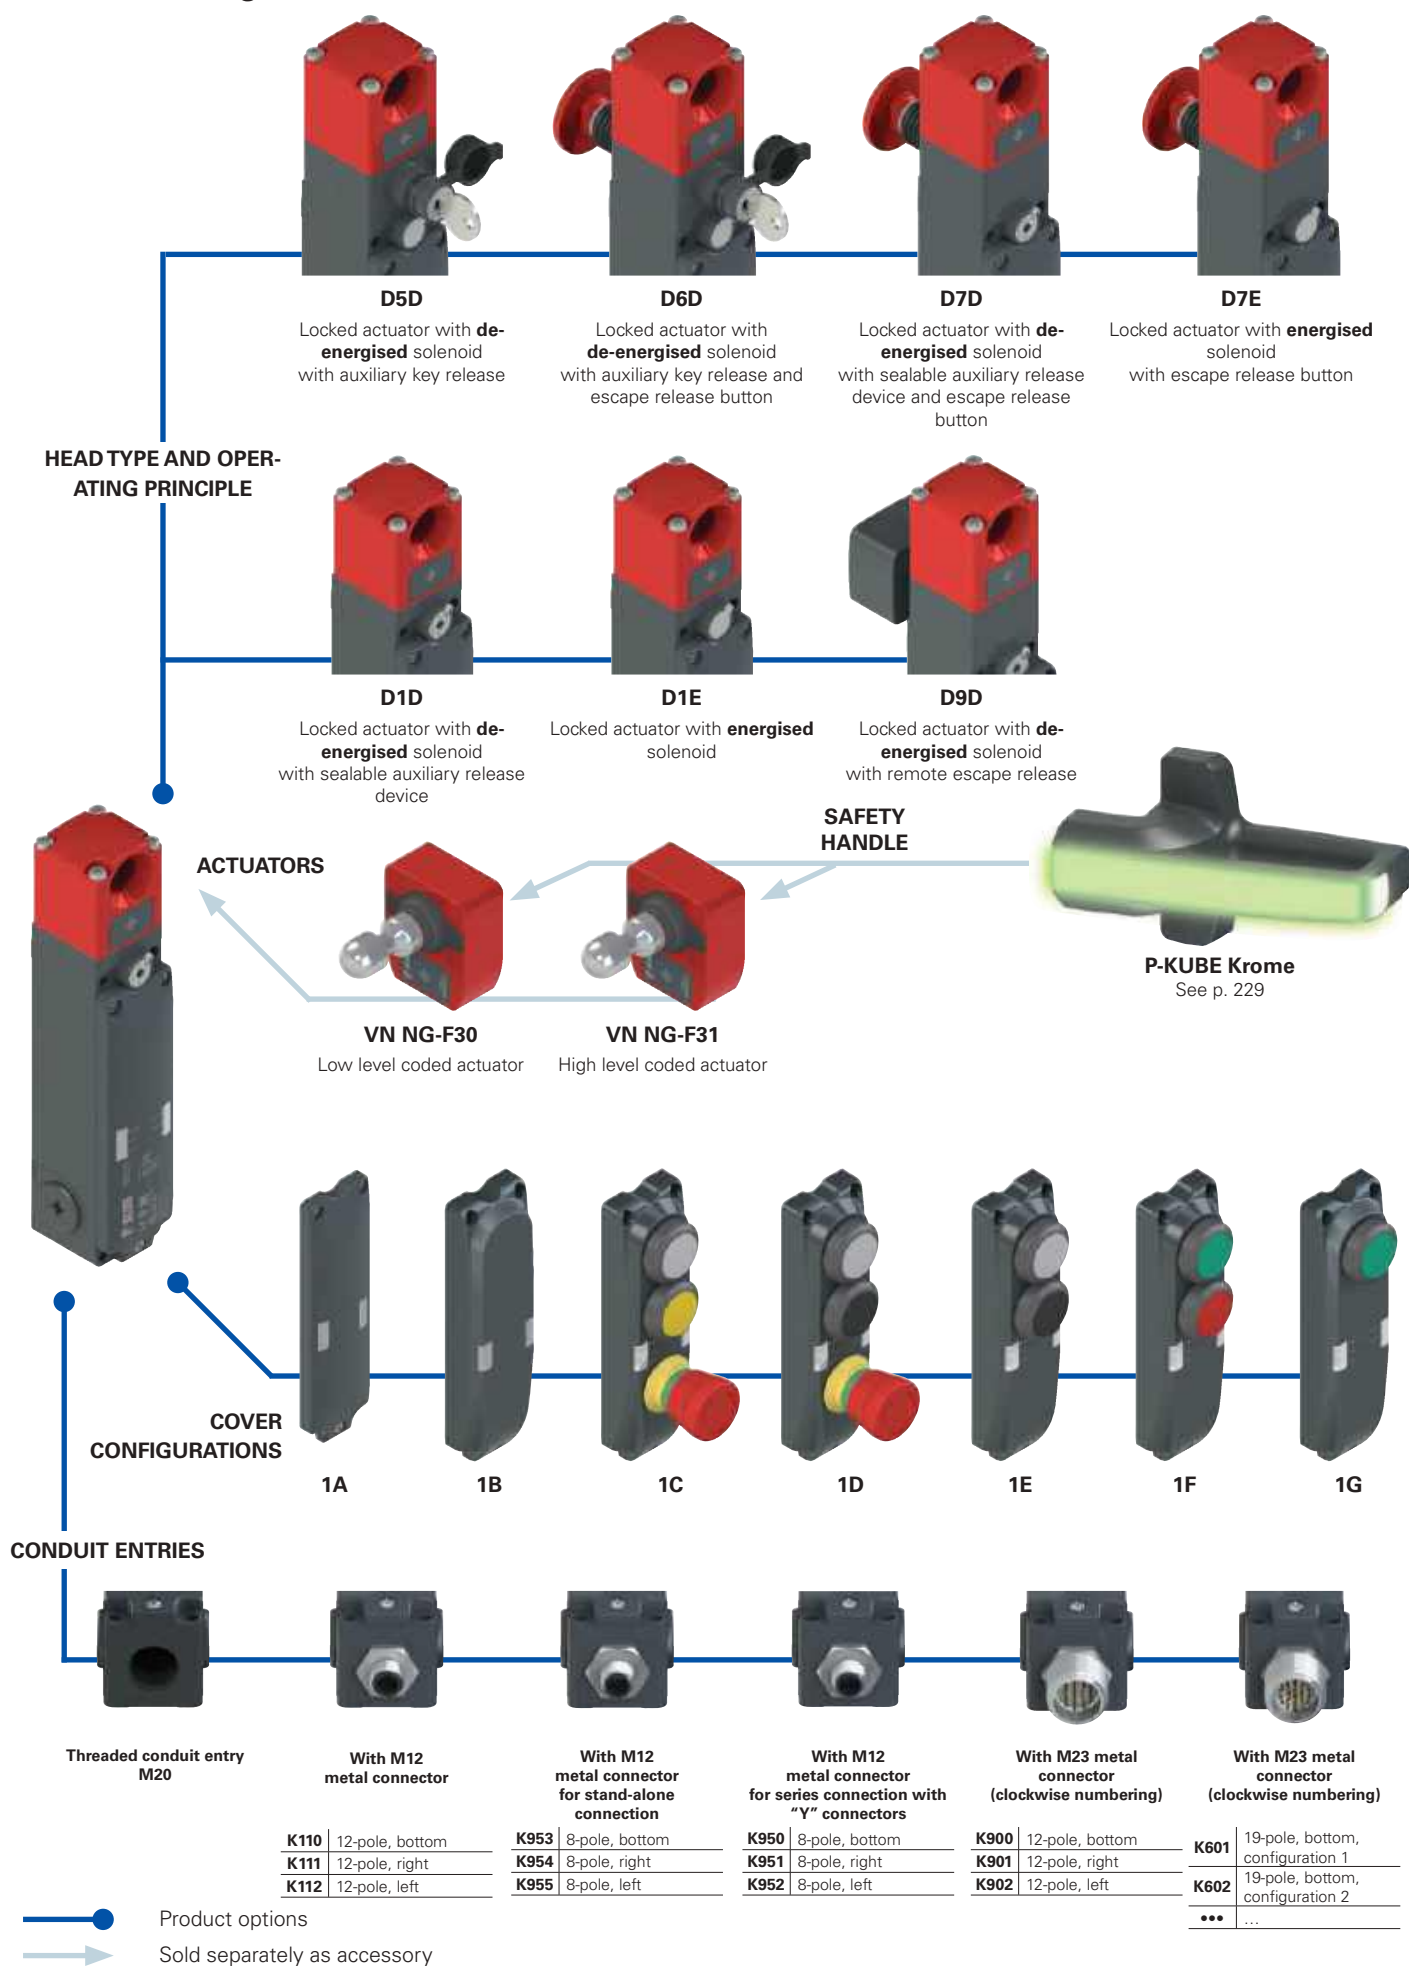 D5D
Locked actuator with de-
energised solenoid
with auxiliary key release
D6D
Locked actuator with
de-energised solenoid
with auxiliary key release and
escape release button
D7D
Locked actuator with de-
energised solenoid
with sealable auxiliary release
device and escape release
button
D7E
Locked actuator with energised
solenoid
with escape release button
HEAD TYPE AND OPER-
ATING PRINCIPLE
D1D
Locked actuator with de-
energised solenoid
with sealable auxiliary release
device
D1E
Locked actuator with energised
solenoid
D9D
Locked actuator with de-
energised solenoid
with remote escape release
SAFETY
HANDLE
ACTUATORS
P-KUBE Krome
See p. 229
VN NG-F30
Low level coded actuator
VN NG-F31
High level coded actuator
COVER
CONFIGURATIONS
1A
1B
1C
1D
1E
1F
1G
CONDUIT ENTRIES
Threaded conduit entry
M20
With M12
metal connector
K110 12-pole, bottom
K111 12-pole, right
K112 12-pole, left
With M12
metal connector
for stand-alone
connection
K953 8-pole, bottom
K954 8-pole, right
K955 8-pole, left
With M12
metal connector
for series connection with
“Y” connectors
K950 8-pole, bottom
K951 8-pole, right
K952 8-pole, left
With M23 metal
connector
(clockwise numbering)
K900 12-pole, bottom
K901 12-pole, right
K902 12-pole, left
With M23 metal
connector
(clockwise numbering)
K601 19-pole, bottom,
configuration 1
K602 19-pole, bottom,
configuration 2
••• …
Product options
Sold separately as accessory